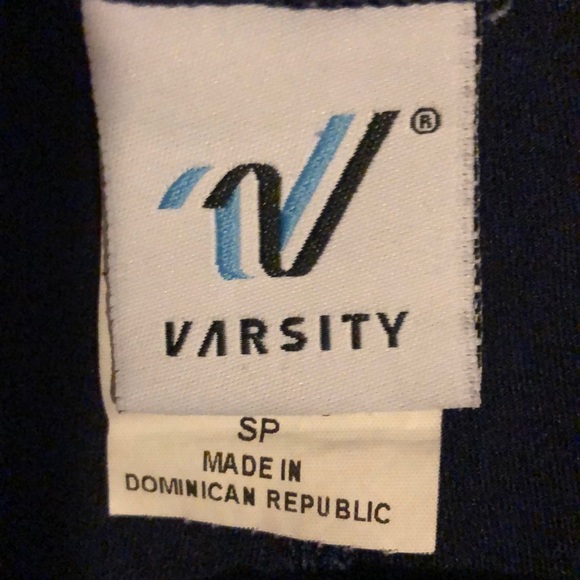 ®
VARSITY
SP
MADE IN
DOMINICAN REPUBLIC